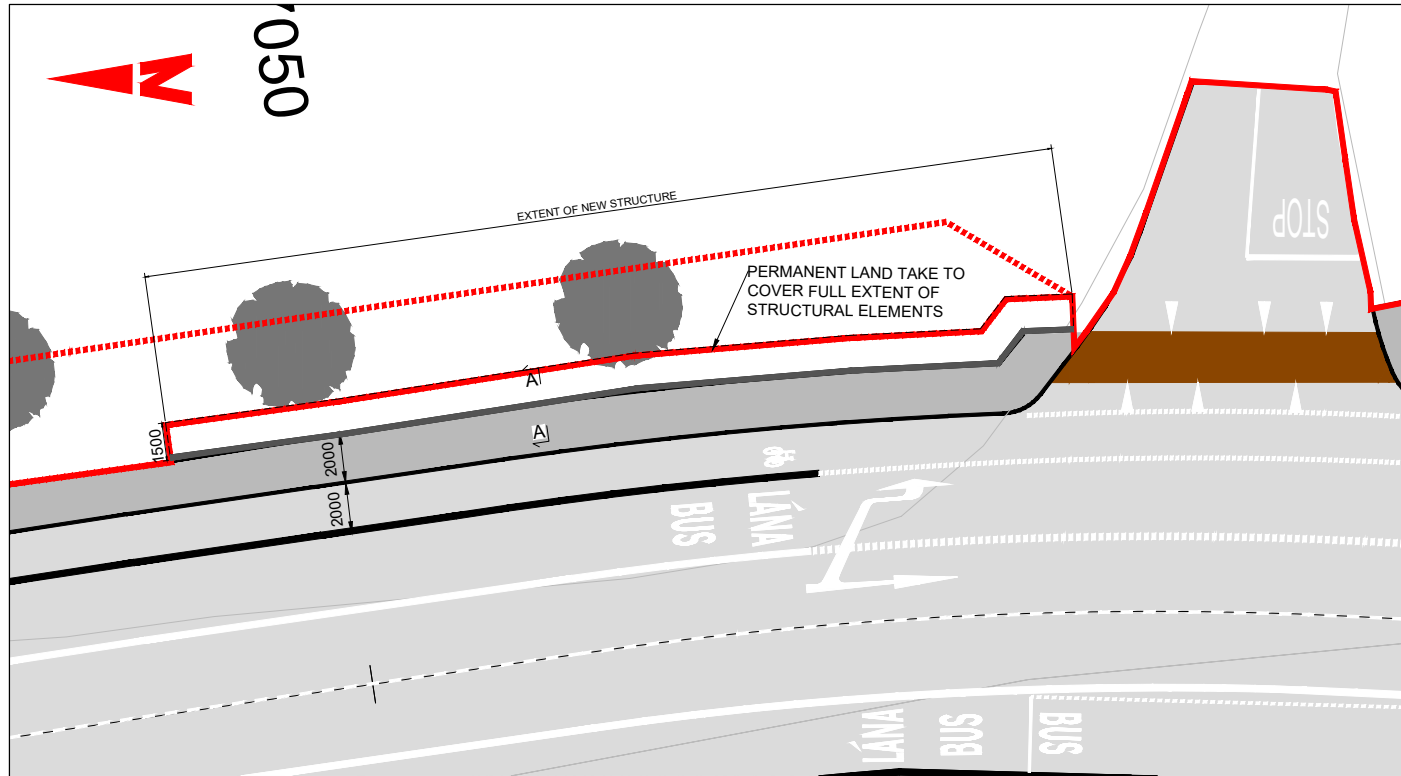 N
1050
EXTENT OF NEW STRUCTURE
PERMANENT LAND TAKE TO
COVER FULL EXTENT OF
STRUCTURAL ELEMENTS
STOP
A
A
1500
2000
2000
LÁNA
BUS
LÁNA
BUS
BUS